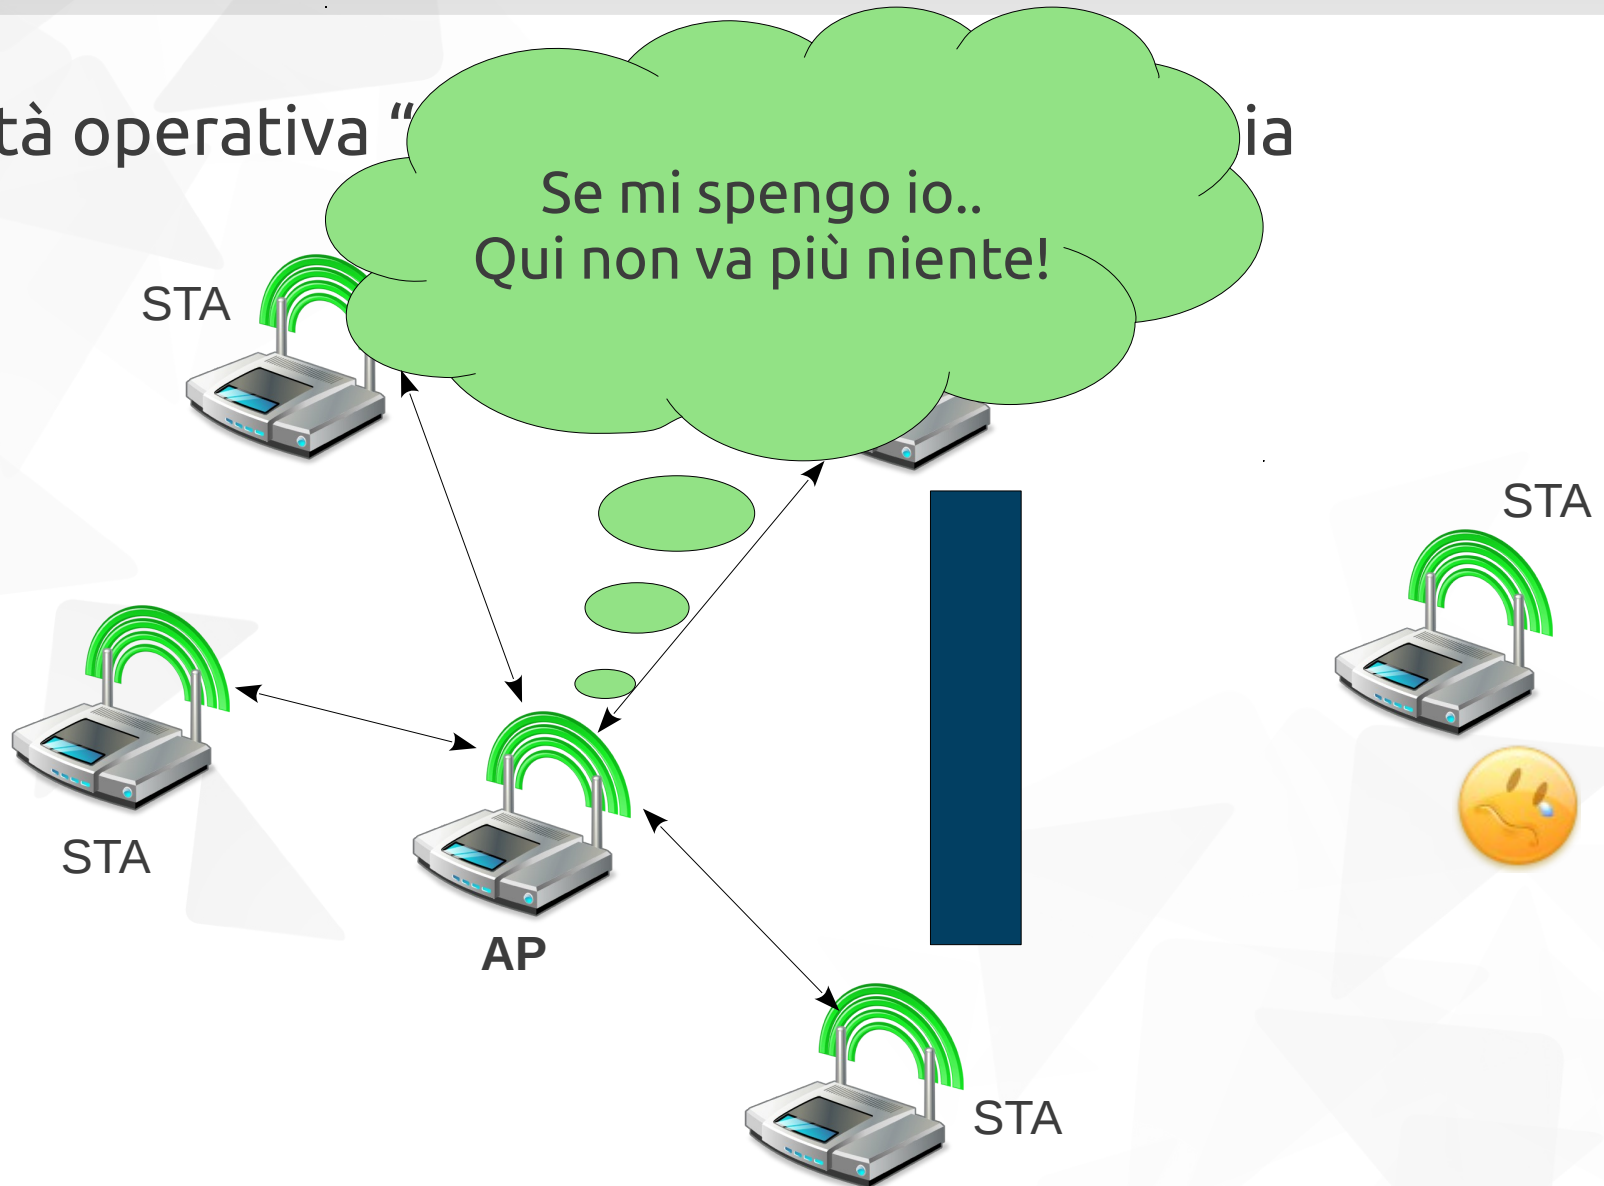 tà operativa “ ia
Se mi spengo io..
Qui non va più niente!
STA
STA
STA
AP
STA